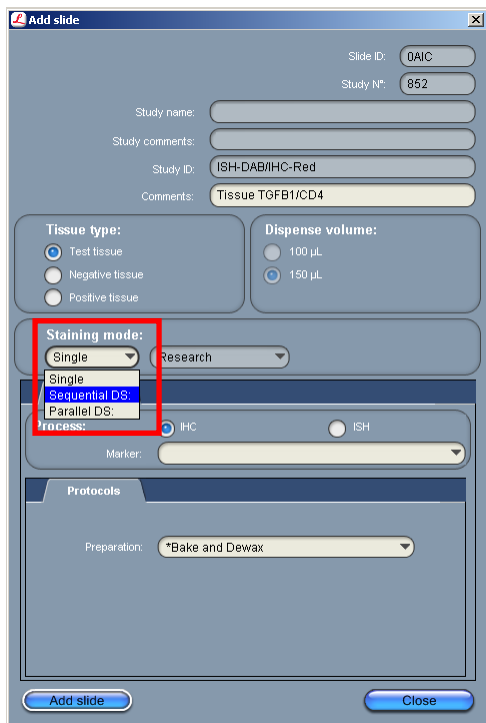 Add slide
Slide ID: 0AIC
Study N°: 852
Study name:
Study comments:
Study ID: ISH-DAB/IHC-Red
Comments: Tissue TGFB1/CD4
Tissue type:
Test tissue
Negative tissue
Positive tissue
Dispense volume:
100 µL
150 µL
Staining mode:
Single Research
Single
Sequential DS:
Parallel DS:
Process: IHC ISH
Marker:
Protocols
Preparation: *Bake and Dewax
Add slide Close